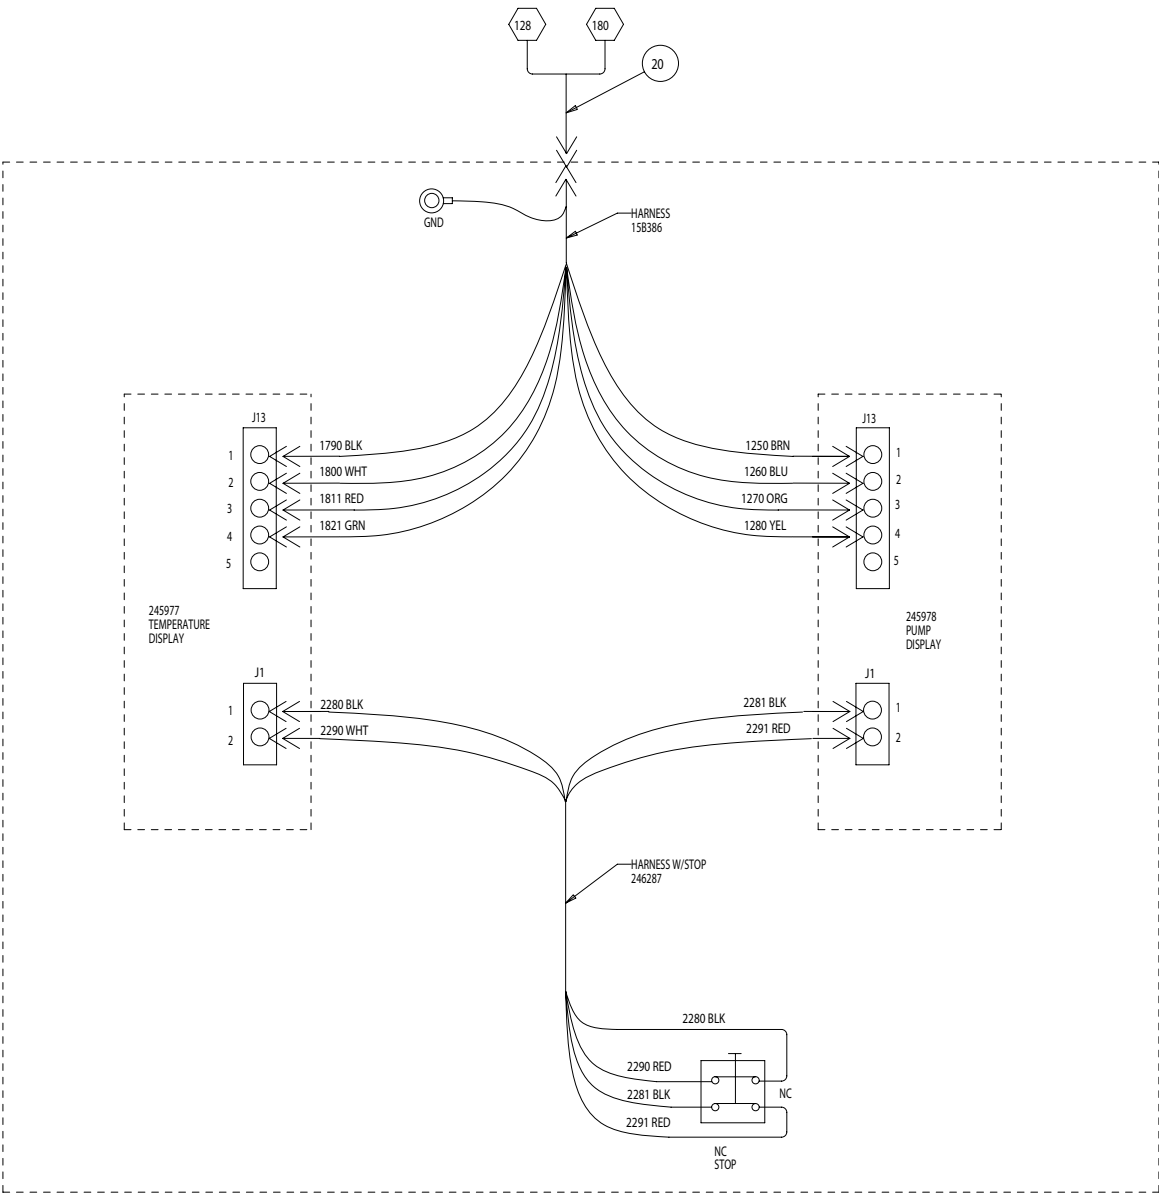 128
180
20
GND
HARNESS
15B386
J13
J13
1 1790 BLK
1250 BRN 1
2 1800 WHT
1260 BLU 2
3 1811 RED
1270 ORG 3
4 1821 GRN
1280 YEL 4
5
5
245977
TEMPERATURE
DISPLAY
245978
PUMP
DISPLAY
J1
J1
1 2280 BLK
2281 BLK 1
2 2290 WHT
2291 RED 2
HARNESS W/STOP
246287
2280 BLK
2290 RED
2281 BLK
NC
2291 RED
NC
STOP